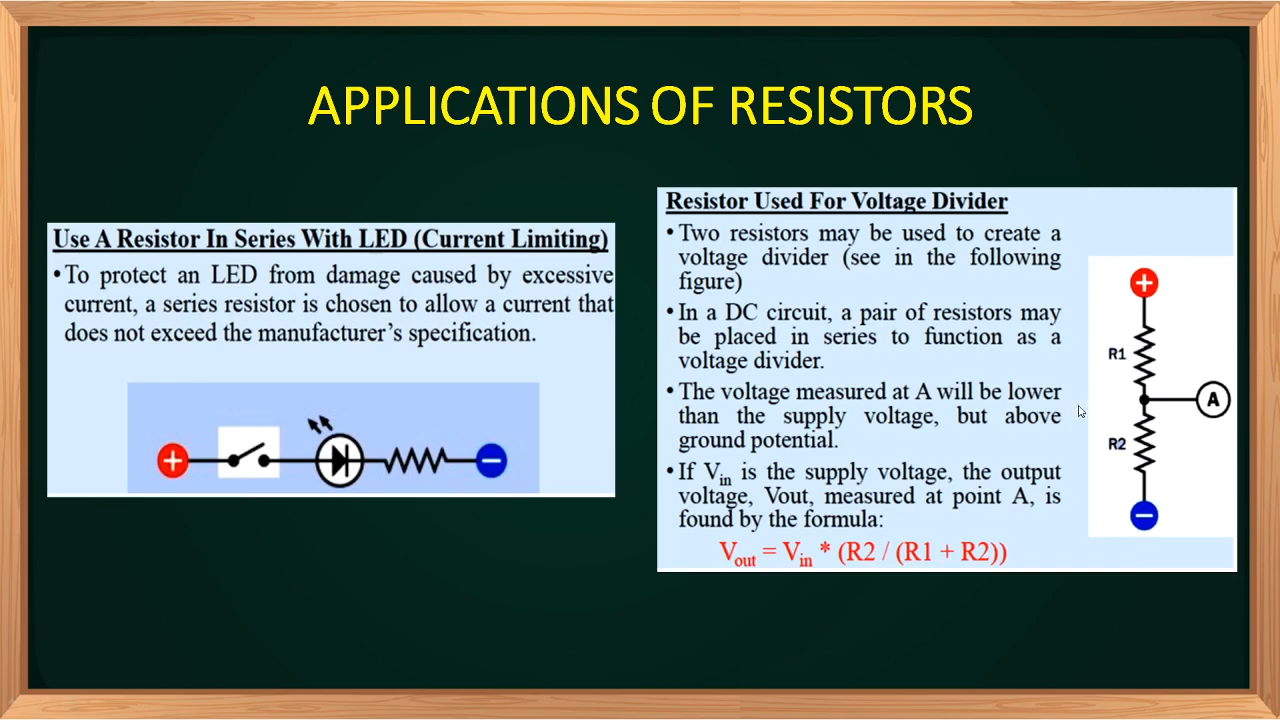 APPLICATIONS OF RESISTORS
Use A Resistor In Series With LED (Current Limiting)
• To protect an LED from damage caused by excessive
current, a series resistor is chosen to allow a current that
does not exceed the manufacturer's specification.
+
−
Resistor Used For Voltage Divider
• Two resistors may be used to create a
voltage divider (see in the following
figure)
• In a DC circuit, a pair of resistors may
be placed in series to function as a
voltage divider.
• The voltage measured at A will be lower
than the supply voltage, but above
ground potential.
• If Vin is the supply voltage, the output
voltage, Vout, measured at point A, is
found by the formula:
Vout = Vin * (R2 / (R1 + R2))
+
R1
A
R2
−